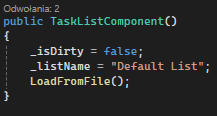 Odwołania: 2
public TaskListComponent()
{
_isDirty = false;
_listName = "Default List";
LoadFromFile();
}